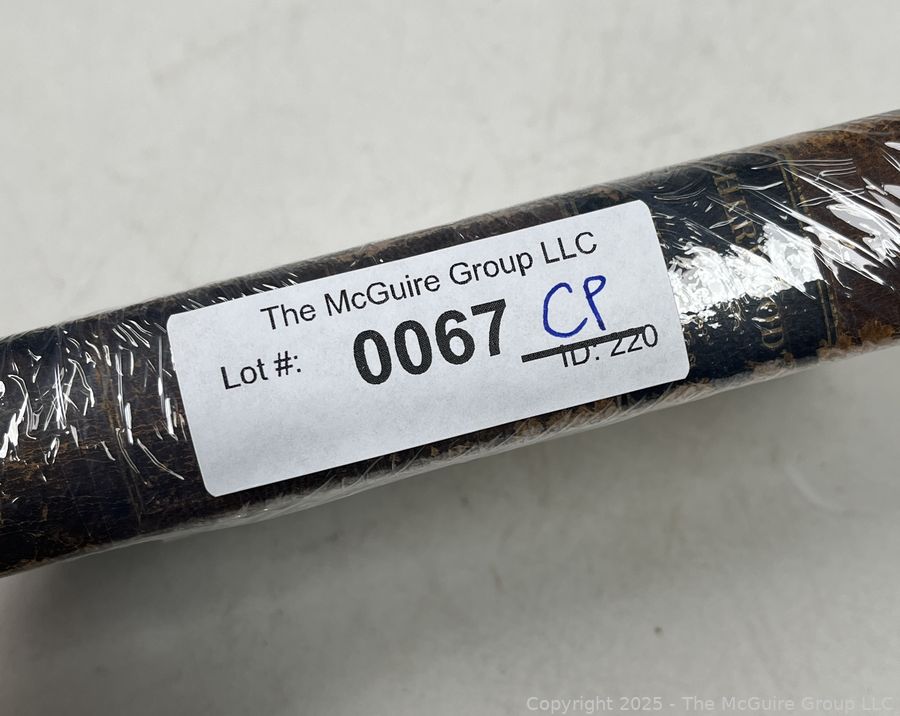 The McGuire Group LLC
Lot #: 0067 CP
ID: 220
Copyright 2025 - The McGuire Group LLC